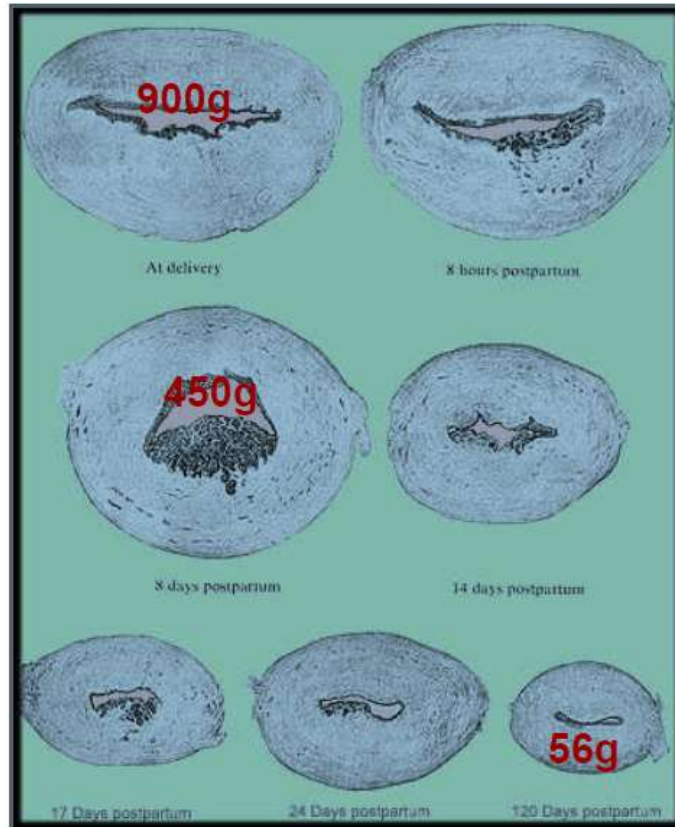 900g
At delivery
8 hours postpartum
450g
8 days postpartum
14 days postpartum
56g
17 Days postpartum
24 Days postpartum
120 Days postpartum